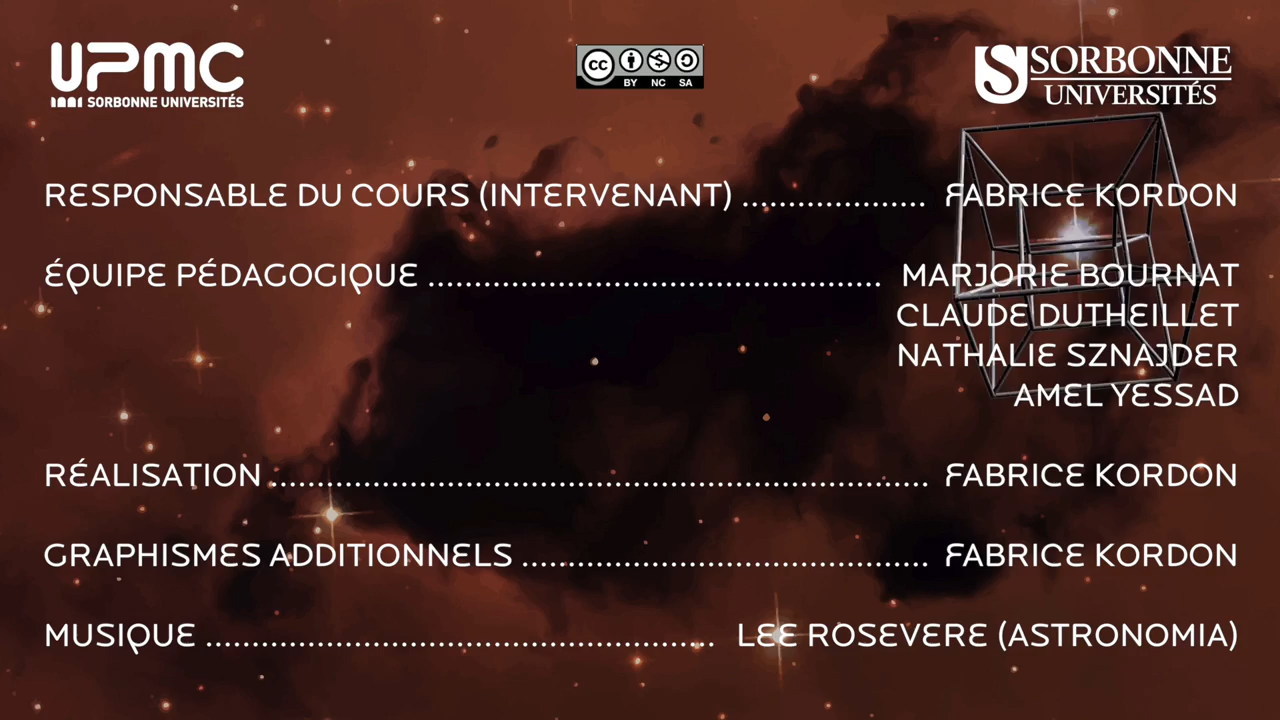 UPMC
SORBONNE UNIVERSITÉS
CC
BY NC SA
SORBONNE
UNIVERSITÉS
RESPONSABLE DU COURS (INTERVENANT) .................... FABRICE KORDON
ÉQUIPE PÉDAGOGIQUE ................................................. MARJORIE BOURNAT
CLAUDE DUTHEILLET
NATHALIE SZNAJDER
AMEL YESSAD
RÉALISATION ....................................................................... FABRICE KORDON
GRAPHISMES ADDITIONNELS ............................................ FABRICE KORDON
MUSIQUE ....................................................... LEE ROSEVERE (ASTRONOMIA)